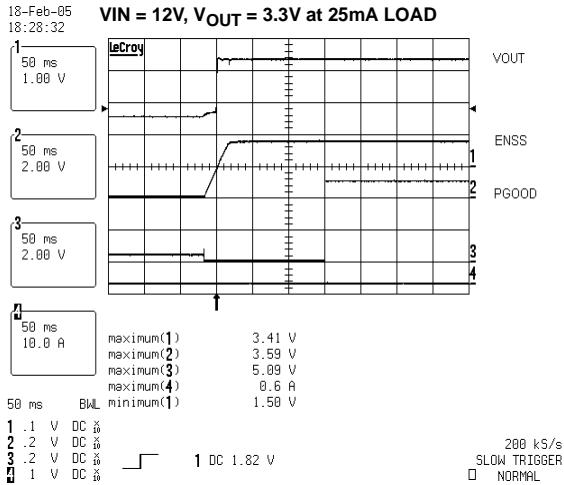 18-Feb-05
18:28:32
VIN = 12V, VOUT = 3.3V at 25mA LOAD
LeCroy
1
50 ms
1.00 V
VOUT
2
50 ms
2.00 V
ENSS
1
2
PGOOD
3
50 ms
2.00 V
3
4
4
50 ms
10.0 A
maximum(1) 3.41 V
maximum(2) 3.59 V
maximum(3) 5.09 V
maximum(4) 0.6 A
minimum(1) 1.50 V
50 ms BWL
1 .1 V DC X10
2 .2 V DC X10
3 .2 V DC X10
4 1 V DC X10
1 DC 1.82 V
200 kS/s
SLOW TRIGGER
NORMAL